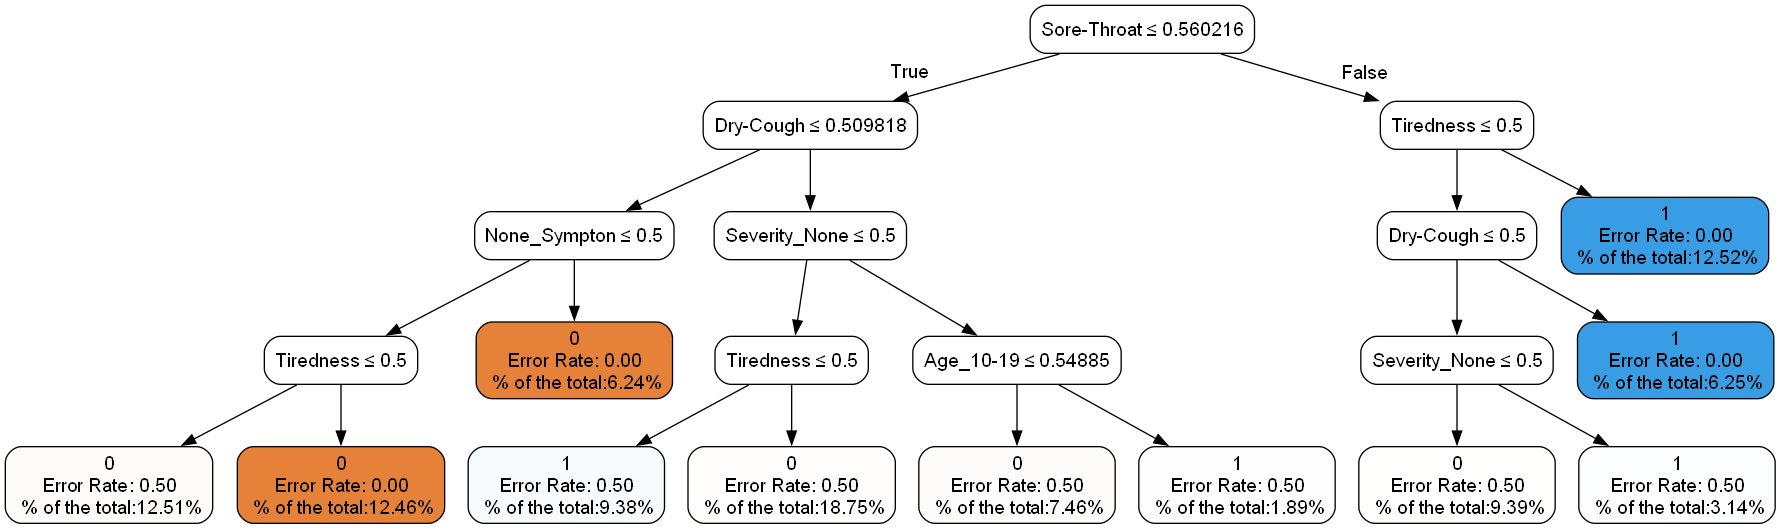 Sore-Throat ≤ 0.560216
True
False
Dry-Cough ≤ 0.509818
Tiredness ≤ 0.5
None_Sympton ≤ 0.5
Severity_None ≤ 0.5
Dry-Cough ≤ 0.5
1
Error Rate: 0.00
% of the total:12.52%
Tiredness ≤ 0.5
0
Error Rate: 0.00
% of the total:6.24%
Tiredness ≤ 0.5
Age_10-19 ≤ 0.54885
Severity_None ≤ 0.5
1
Error Rate: 0.00
% of the total:6.25%
0
Error Rate: 0.50
% of the total:12.51%
0
Error Rate: 0.00
% of the total:12.46%
1
Error Rate: 0.50
% of the total:9.38%
0
Error Rate: 0.50
% of the total:18.75%
0
Error Rate: 0.50
% of the total:7.46%
1
Error Rate: 0.50
% of the total:1.89%
0
Error Rate: 0.50
% of the total:9.39%
1
Error Rate: 0.50
% of the total:3.14%